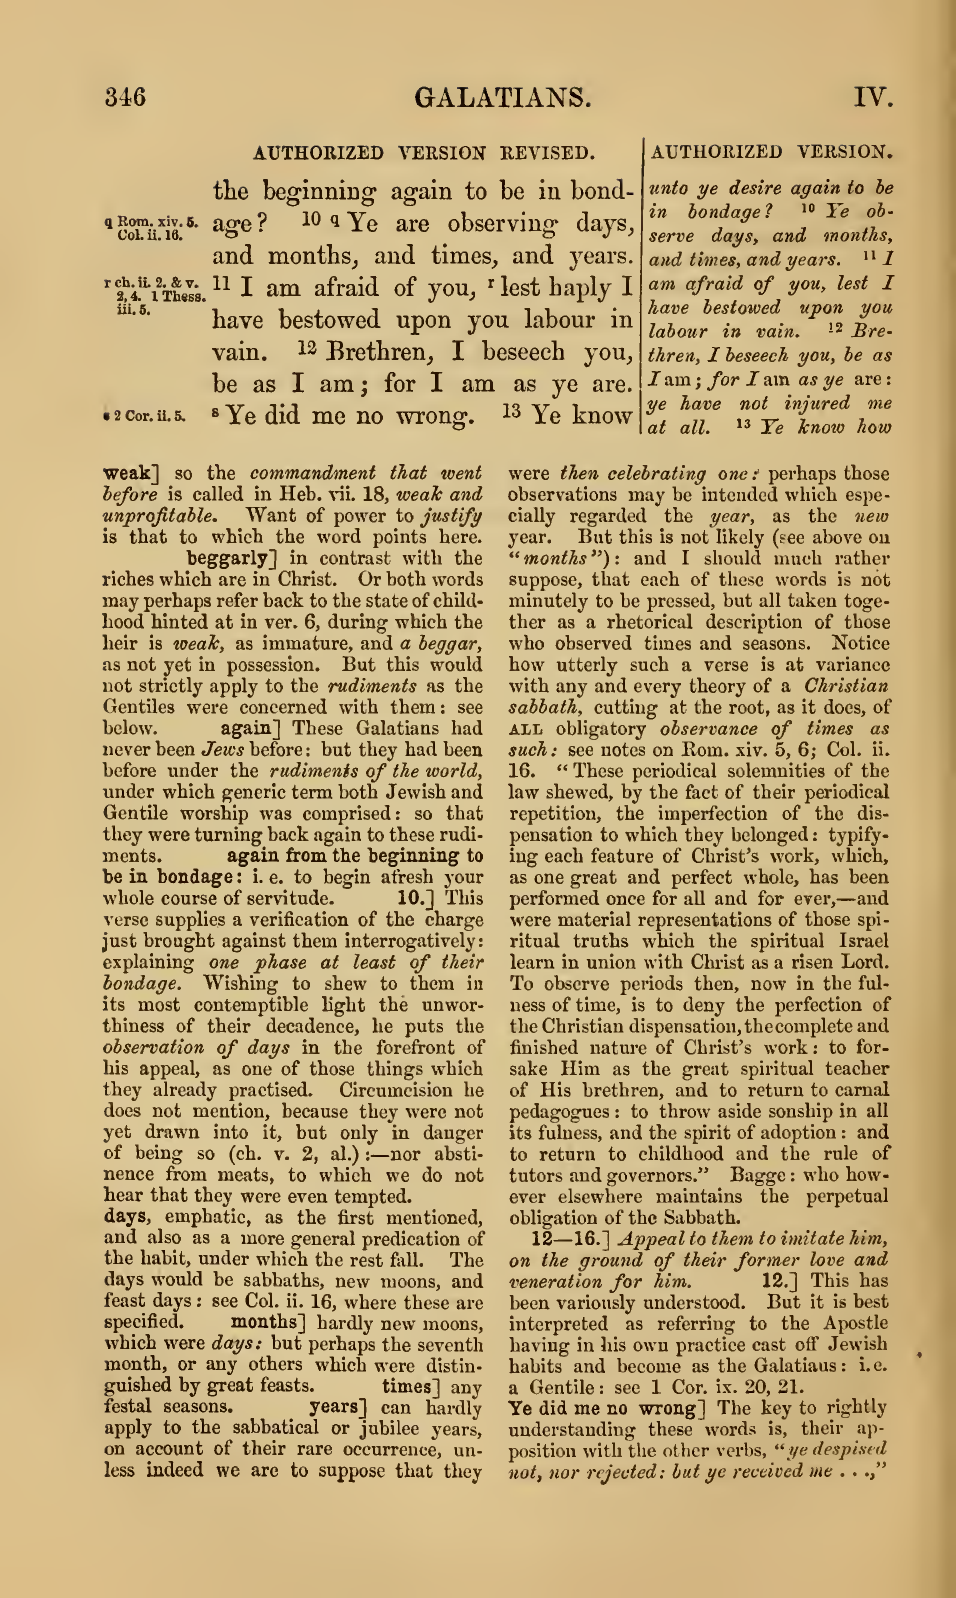 346
GALATIANS.
IV.
AUTHORIZED VERSION REVISED.
q Rom. xiv. 5.
Col. ii. 16.
r ch. ii. 2. & v.
2, 4. 1 Thess.
iii. 5.
s 2 Cor. ii. 5.
the beginning again to be in bond-
age? 10 q Ye are observing days,
and months, and times, and years.
11 I am afraid of you, r lest haply I
have bestowed upon you labour in
vain. 12 Brethren, I beseech you,
be as I am; for I am as ye are.
s Ye did me no wrong. 13 Ye know
AUTHORIZED VERSION.
unto ye desire again to be
in bondage? 10 Ye ob-
serve days, and months,
and times, and years. 11 I
am afraid of you, lest I
have bestowed upon you
labour in vain. 12 Bre-
thren, I beseech you, be as
I am; for I am as ye are:
ye have not injured me
at all. 13 Ye know how
weak] so the commandment that went
before is called in Heb. vii. 18, weak and
unprofitable. Want of power to justify
is that to which the word points here.
beggarly] in contrast with the
riches which are in Christ. Or both words
may perhaps refer back to the state of child-
hood hinted at in ver. 6, during which the
heir is weak, as immature, and a beggar,
as not yet in possession. But this would
not strictly apply to the rudiments as the
Gentiles were concerned with them: see
below. again] These Galatians had
never been Jews before: but they had been
before under the rudiments of the world,
under which generic term both Jewish and
Gentile worship was comprised: so that
they were turning back again to these rudi-
ments. again from the beginning to
be in bondage: i. e. to begin afresh your
whole course of servitude. 10.] This
verse supplies a verification of the charge
just brought against them interrogatively:
explaining one phase at least of their
bondage. Wishing to shew to them in
its most contemptible light the unwor-
thiness of their decadence, he puts the
observation of days in the forefront of
his appeal, as one of those things which
they already practised. Circumcision he
does not mention, because they were not
yet drawn into it, but only in danger
of being so (ch. v. 2, al.):—nor absti-
nence from meats, to which we do not
hear that they were even tempted.
days, emphatic, as the first mentioned,
and also as a more general predication of
the habit, under which the rest fall. The
days would be sabbaths, new moons, and
feast days: see Col. ii. 16, where these are
specified. months] hardly new moons,
which were days: but perhaps the seventh
month, or any others which were distin-
guished by great feasts. times] any
festal seasons. years] can hardly
apply to the sabbatical or jubilee years,
on account of their rare occurrence, un-
less indeed we are to suppose that they
were then celebrating one: perhaps those
observations may be intended which espe-
cially regarded the year, as the new
year. But this is not likely (see above on
"months"): and I should much rather
suppose, that each of these words is not
minutely to be pressed, but all taken toge-
ther as a rhetorical description of those
who observed times and seasons. Notice
how utterly such a verse is at variance
with any and every theory of a Christian
sabbath, cutting at the root, as it does, of
ALL obligatory observance of times as
such: see notes on Rom. xiv. 5, 6; Col. ii.
16. "These periodical solemnities of the
law shewed, by the fact of their periodical
repetition, the imperfection of the dis-
pensation to which they belonged: typify-
ing each feature of Christ's work, which,
as one great and perfect whole, has been
performed once for all and for ever,—and
were material representations of those spi-
ritual truths which the spiritual Israel
learn in union with Christ as a risen Lord.
To observe periods then, now in the ful-
ness of time, is to deny the perfection of
the Christian dispensation, the complete and
finished nature of Christ's work: to for-
sake Him as the great spiritual teacher
of His brethren, and to return to carnal
pedagogues: to throw aside sonship in all
its fulness, and the spirit of adoption: and
to return to childhood and the rule of
tutors and governors." Bagge: who how-
ever elsewhere maintains the perpetual
obligation of the Sabbath.
12—16.] Appeal to them to imitate him,
on the ground of their former love and
veneration for him. 12.] This has
been variously understood. But it is best
interpreted as referring to the Apostle
having in his own practice cast off Jewish
habits and become as the Galatians: i. e.
a Gentile: see 1 Cor. ix. 20, 21.
Ye did me no wrong] The key to rightly
understanding these words is, their ap-
position with the other verbs, "ye despised
not, nor rejected: but ye received me . . .,"